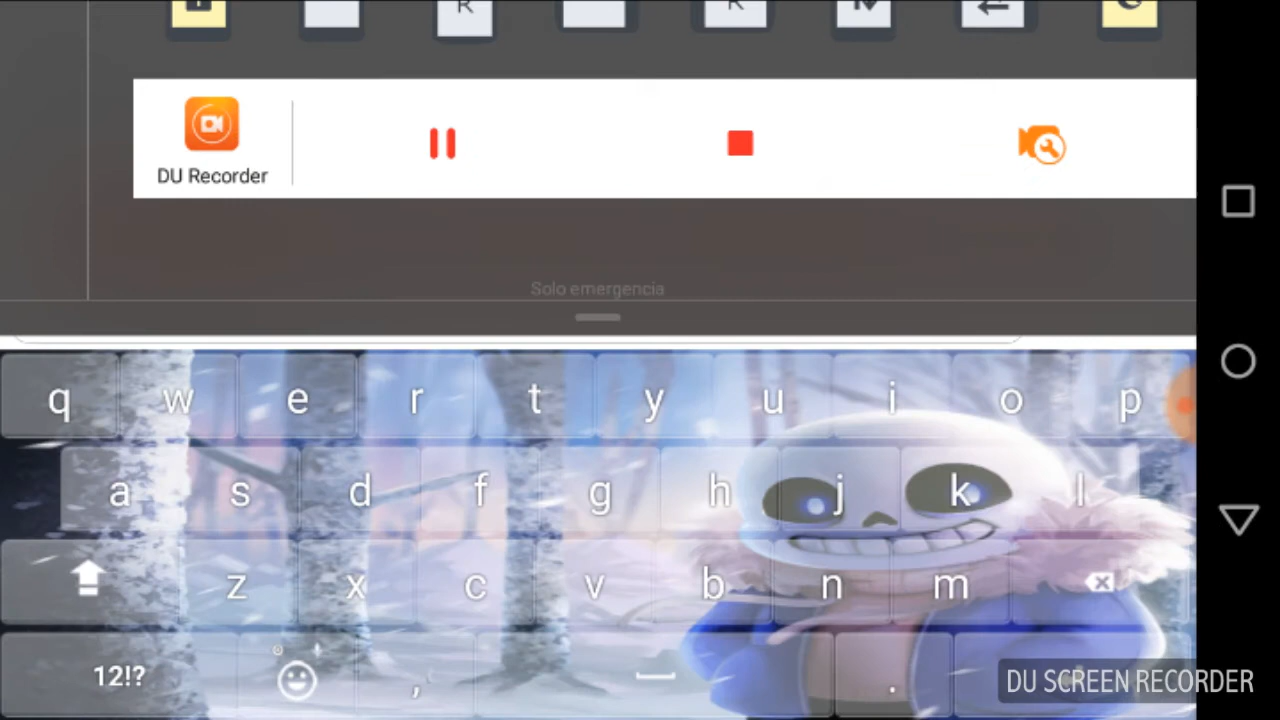 R
R
DU Recorder
Solo emergencia
q w e r t y u i o p
a s d f g h j k l
z x c v b n m
12!? , .
DU SCREEN RECORDER